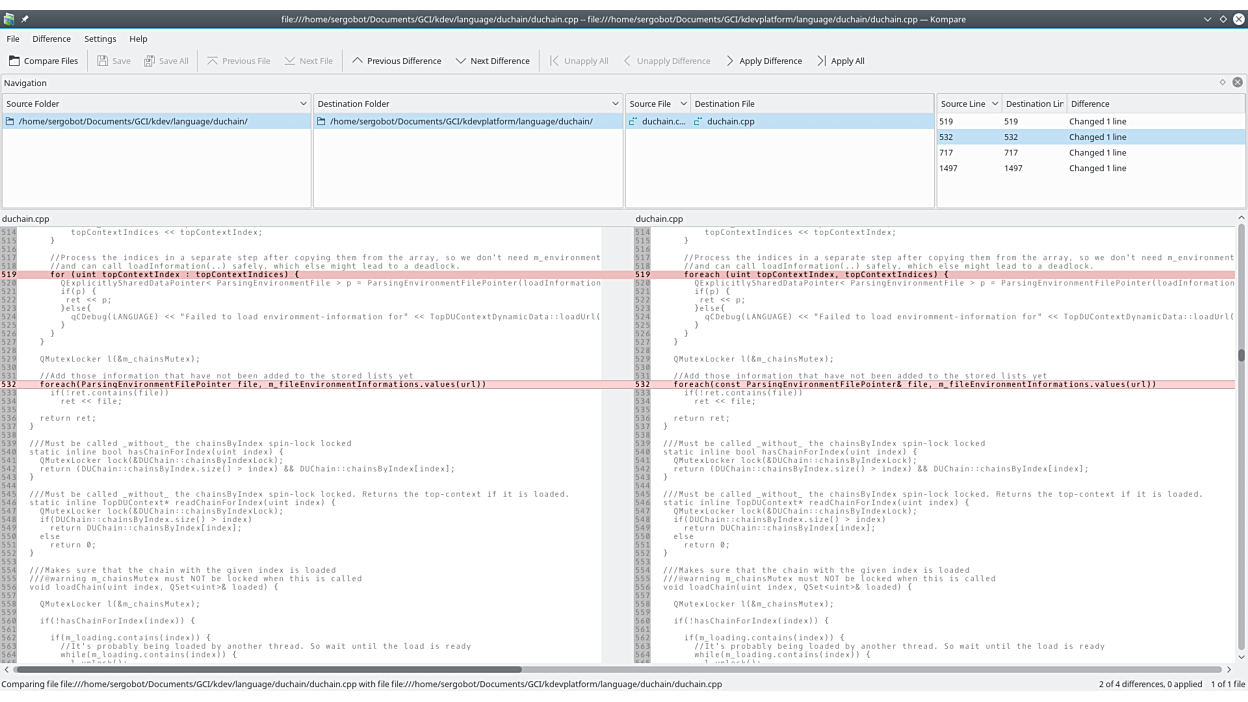 file:///home/sergobot/Documents/GCI/kdev/language/duchain/duchain.cpp -- file:///home/sergobot/Documents/GCI/kdevplatform/language/duchain/duchain.cpp — Kompare
File Difference Settings Help
Compare Files Save Save All Previous File Next File Previous Difference Next Difference Unapply All Unapply Difference Apply Difference Apply All
Navigation
Source Folder Destination Folder Source File Destination File Source Line Destination Lir Difference
/home/sergobot/Documents/GCI/kdev/language/duchain/ /home/sergobot/Documents/GCI/kdevplatform/language/duchain/ duchain.c... duchain.cpp 519 519 Changed 1 line
532 532 Changed 1 line
717 717 Changed 1 line
1497 1497 Changed 1 line
duchain.cpp
514 topContextIndices << topContextIndex;
515 }
516
517 //Process the indices in a separate step after copying them from the array, so we don't need m_environment
518 //and can call loadInformation(..) safely, which else might lead to a deadlock.
519 for (uint topContextIndex : topContextIndices) {
520 QExplicitlySharedDataPointer< ParsingEnvironmentFile > p = ParsingEnvironmentFilePointer(loadInformation
521 if(p) {
522 ret << p;
523 }else{
524 qCDebug(LANGUAGE) << "Failed to load environment-information for" << TopDUContextDynamicData::loadUrl(
525 }
526 }
527 }
528
529 QMutexLocker l(&m_chainsMutex);
530
531 //Add those information that have not been added to the stored lists yet
532 foreach(ParsingEnvironmentFilePointer file, m_fileEnvironmentInformations.values(url))
533 if(!ret.contains(file))
534 ret << file;
535
536 return ret;
537 }
538
539 ///Must be called _without_ the chainsByIndex spin-lock locked
540 static inline bool hasChainForIndex(uint index) {
541 QMutexLocker lock(&DUChain::chainsByIndexLock);
542 return (DUChain::chainsByIndex.size() > index) && DUChain::chainsByIndex[index];
543 }
544
545 ///Must be called _without_ the chainsByIndex spin-lock locked. Returns the top-context if it is loaded.
546 static inline TopDUContext* readChainForIndex(uint index) {
547 QMutexLocker lock(&DUChain::chainsByIndexLock);
548 if(DUChain::chainsByIndex.size() > index)
549 return DUChain::chainsByIndex[index];
550 else
551 return 0;
552 }
553
554 ///Makes sure that the chain with the given index is loaded
555 ///@warning m_chainsMutex must NOT be locked when this is called
556 void loadChain(uint index, QSet<uint>& loaded) {
557
558 QMutexLocker l(&m_chainsMutex);
559
560 if(!hasChainForIndex(index)) {
561
562 if(m_loading.contains(index)) {
563 //It's probably being loaded by another thread. So wait until the load is ready
564 while(m_loading.contains(index)) {
duchain.cpp
514 topContextIndices << topContextIndex;
515 }
516
517 //Process the indices in a separate step after copying them from the array, so we don't need m_environment
518 //and can call loadInformation(..) safely, which else might lead to a deadlock.
519 foreach (uint topContextIndex, topContextIndices) {
520 QExplicitlySharedDataPointer< ParsingEnvironmentFile > p = ParsingEnvironmentFilePointer(loadInformation
521 if(p) {
522 ret << p;
523 }else{
524 qCDebug(LANGUAGE) << "Failed to load environment-information for" << TopDUContextDynamicData::loadUrl(
525 }
526 }
527 }
528
529 QMutexLocker l(&m_chainsMutex);
530
531 //Add those information that have not been added to the stored lists yet
532 foreach(const ParsingEnvironmentFilePointer& file, m_fileEnvironmentInformations.values(url))
533 if(!ret.contains(file))
534 ret << file;
535
536 return ret;
537 }
538
539 ///Must be called _without_ the chainsByIndex spin-lock locked
540 static inline bool hasChainForIndex(uint index) {
541 QMutexLocker lock(&DUChain::chainsByIndexLock);
542 return (DUChain::chainsByIndex.size() > index) && DUChain::chainsByIndex[index];
543 }
544
545 ///Must be called _without_ the chainsByIndex spin-lock locked. Returns the top-context if it is loaded.
546 static inline TopDUContext* readChainForIndex(uint index) {
547 QMutexLocker lock(&DUChain::chainsByIndexLock);
548 if(DUChain::chainsByIndex.size() > index)
549 return DUChain::chainsByIndex[index];
550 else
551 return 0;
552 }
553
554 ///Makes sure that the chain with the given index is loaded
555 ///@warning m_chainsMutex must NOT be locked when this is called
556 void loadChain(uint index, QSet<uint>& loaded) {
557
558 QMutexLocker l(&m_chainsMutex);
559
560 if(!hasChainForIndex(index)) {
561
562 if(m_loading.contains(index)) {
563 //It's probably being loaded by another thread. So wait until the load is ready
564 while(m_loading.contains(index)) {
Comparing file file:///home/sergobot/Documents/GCI/kdev/language/duchain/duchain.cpp with file file:///home/sergobot/Documents/GCI/kdevplatform/language/duchain/duchain.cpp 2 of 4 differences, 0 applied 1 of 1 file